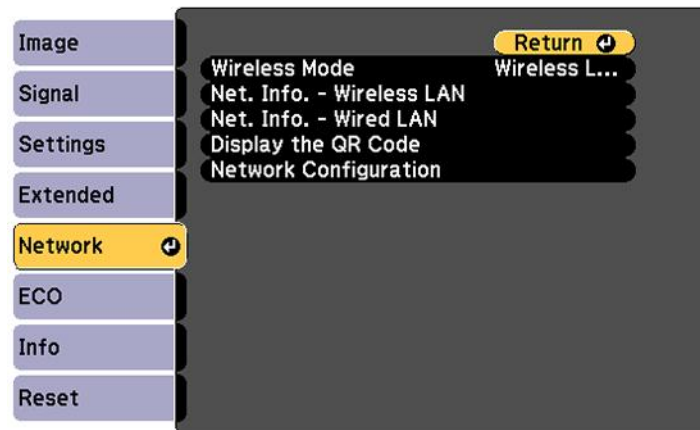 Image
Signal
Settings
Extended
Network
ECO
Info
Reset
Return
Wireless Mode Wireless L...
Net. Info. - Wireless LAN
Net. Info. - Wired LAN
Display the QR Code
Network Configuration